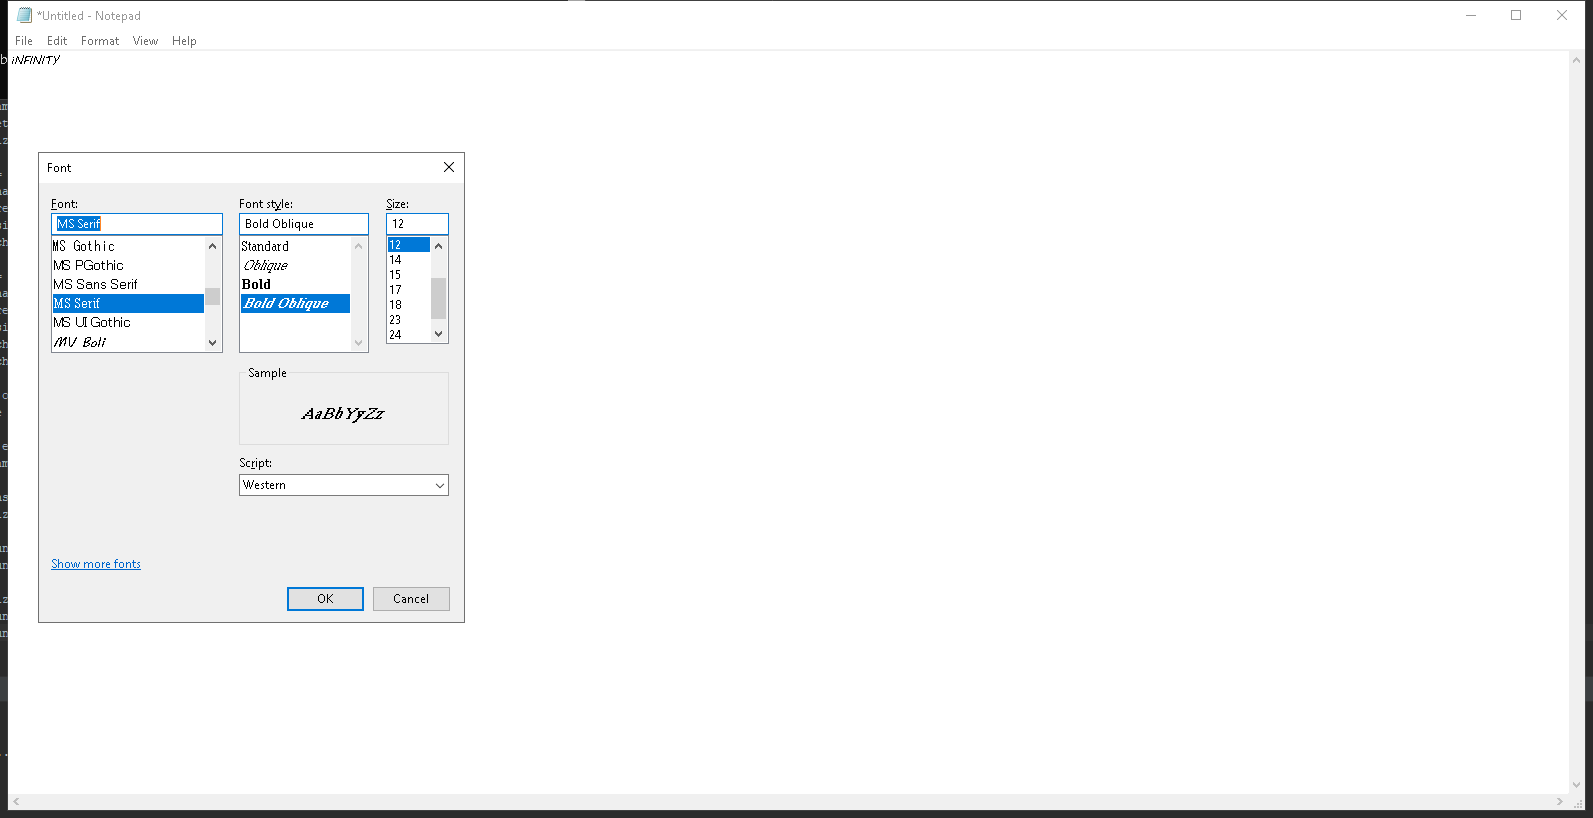 *Untitled - Notepad
File Edit Format View Help
iNFiNiTY
Font
Font: Font style: Size:
MS Serif Bold Oblique 12
MS Gothic
MS PGothic
MS Sans Serif
MS Serif
MS UI Gothic
MV Boli
Standard
Oblique
Bold
Bold Oblique
12
14
15
17
18
23
24
Sample
AaBbYyZz
Script:
Western
Show more fonts
OK Cancel